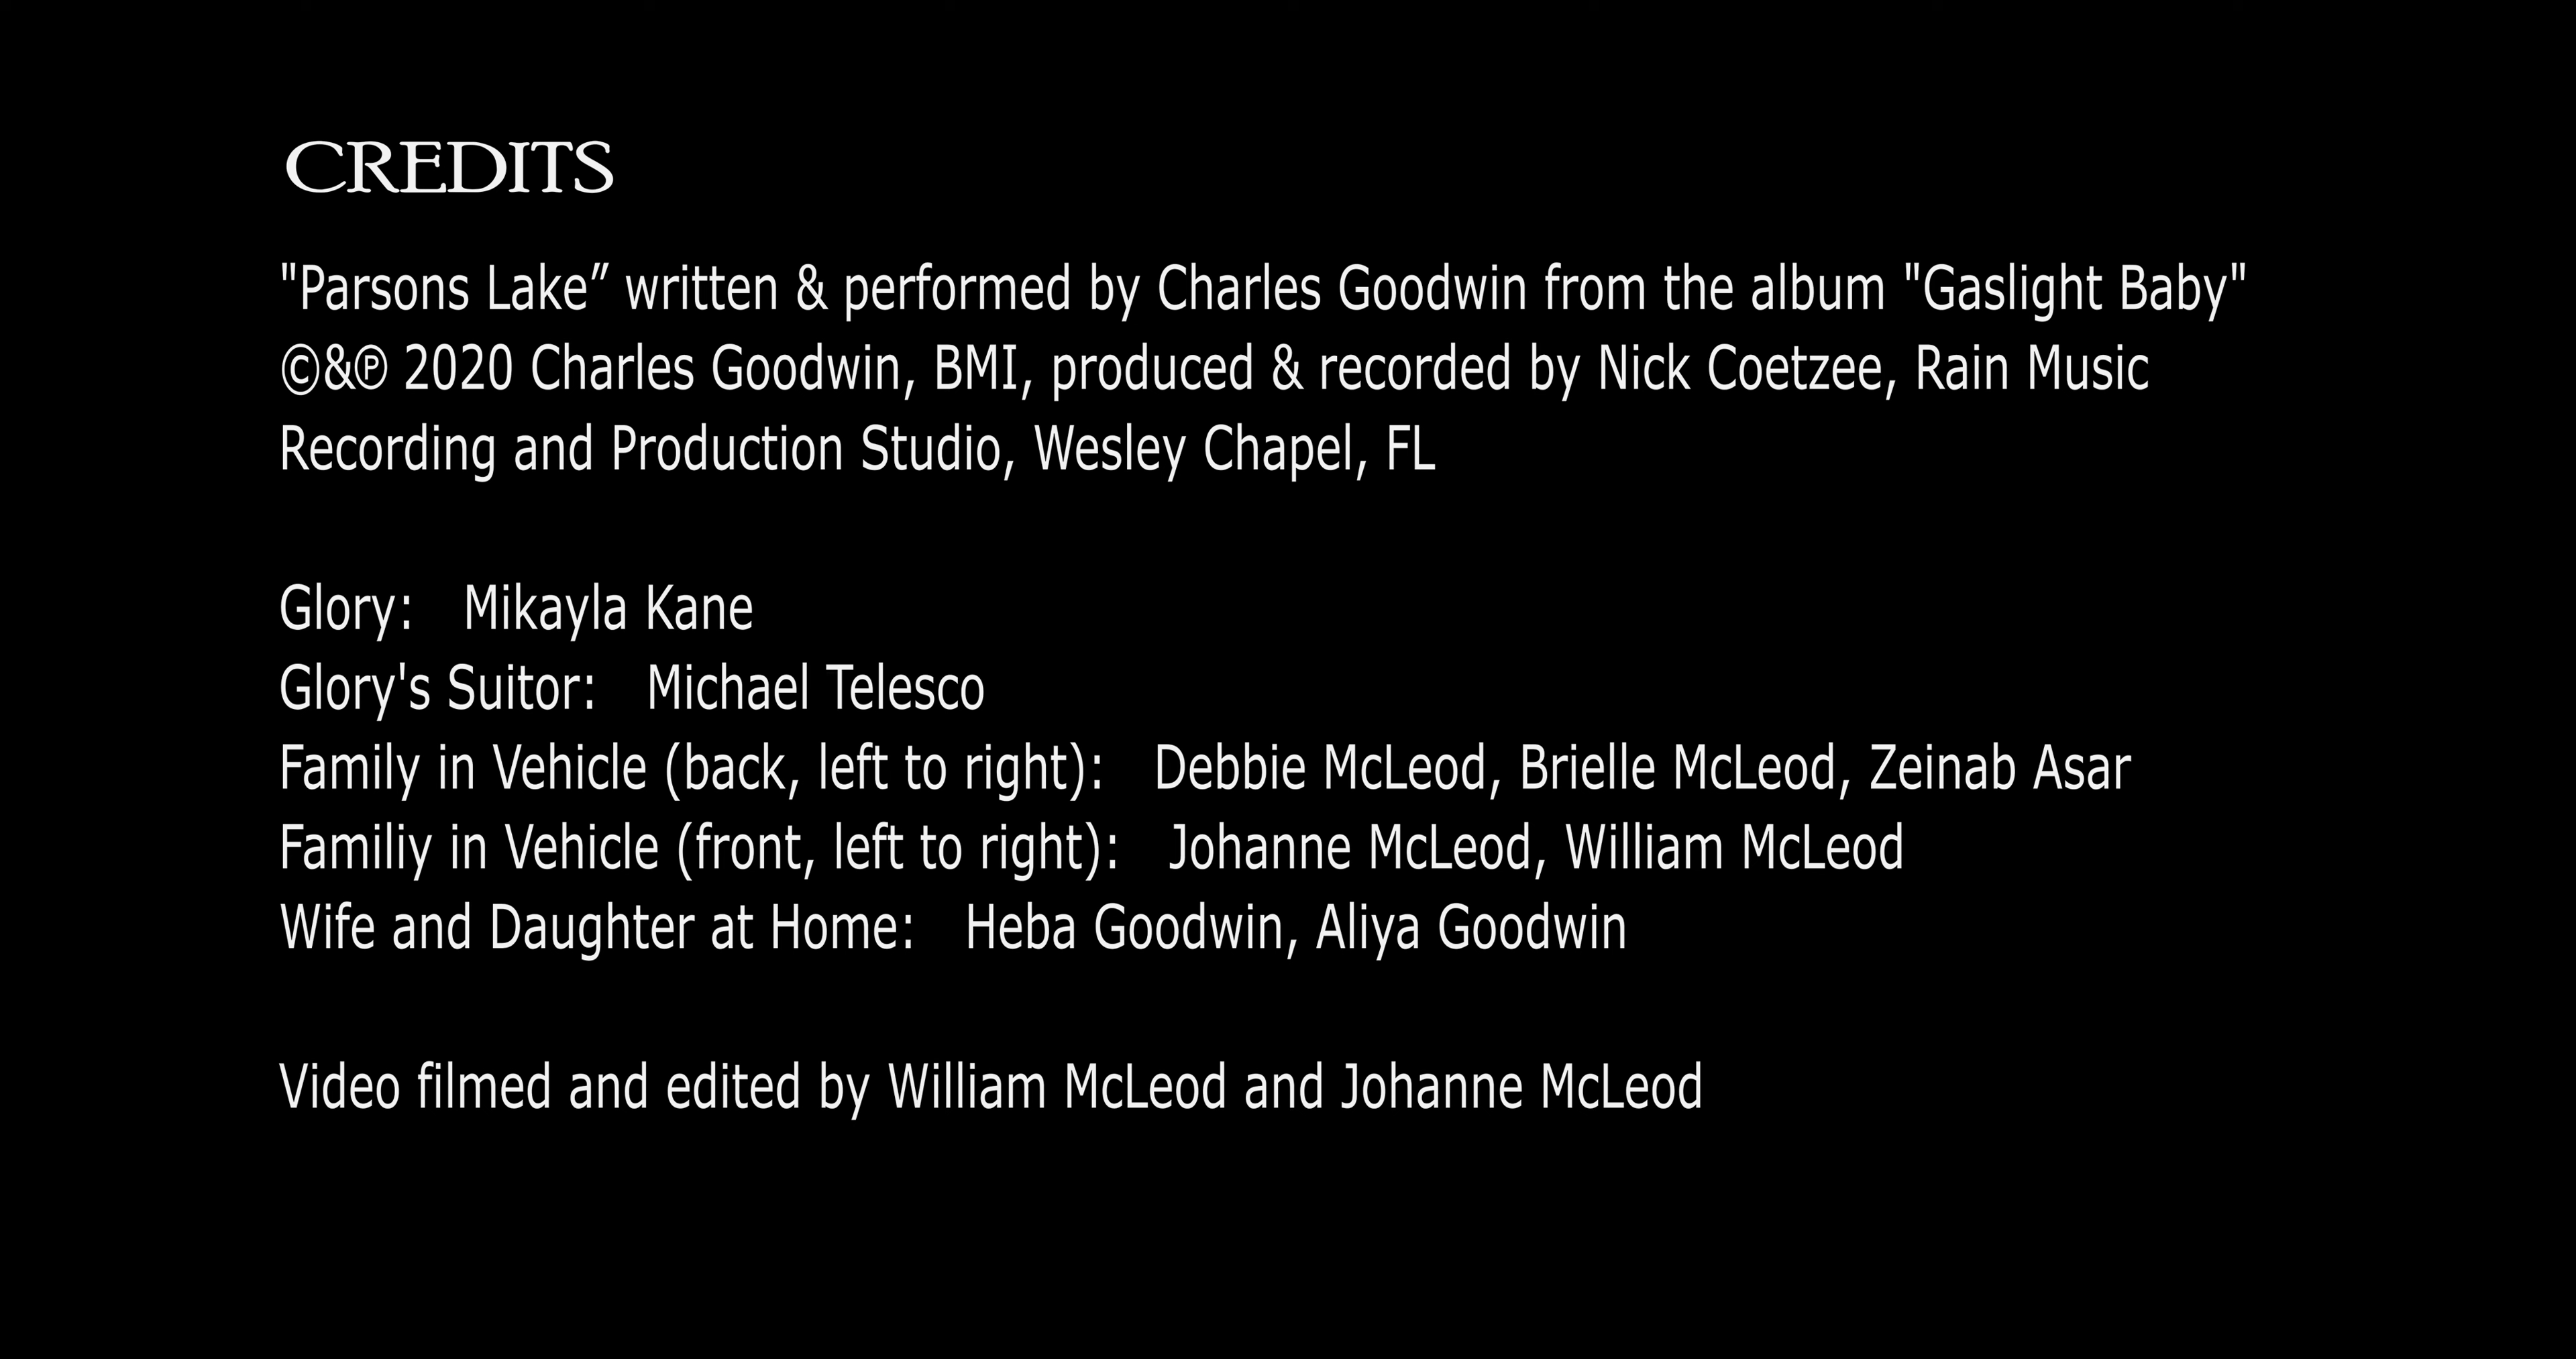 CREDITS
"Parsons Lake” written & performed by Charles Goodwin from the album "Gaslight Baby"
©&℗ 2020 Charles Goodwin, BMI, produced & recorded by Nick Coetzee, Rain Music
Recording and Production Studio, Wesley Chapel, FL
Glory: Mikayla Kane
Glory's Suitor: Michael Telesco
Family in Vehicle (back, left to right): Debbie McLeod, Brielle McLeod, Zeinab Asar
Familiy in Vehicle (front, left to right): Johanne McLeod, William McLeod
Wife and Daughter at Home: Heba Goodwin, Aliya Goodwin
Video filmed and edited by William McLeod and Johanne McLeod